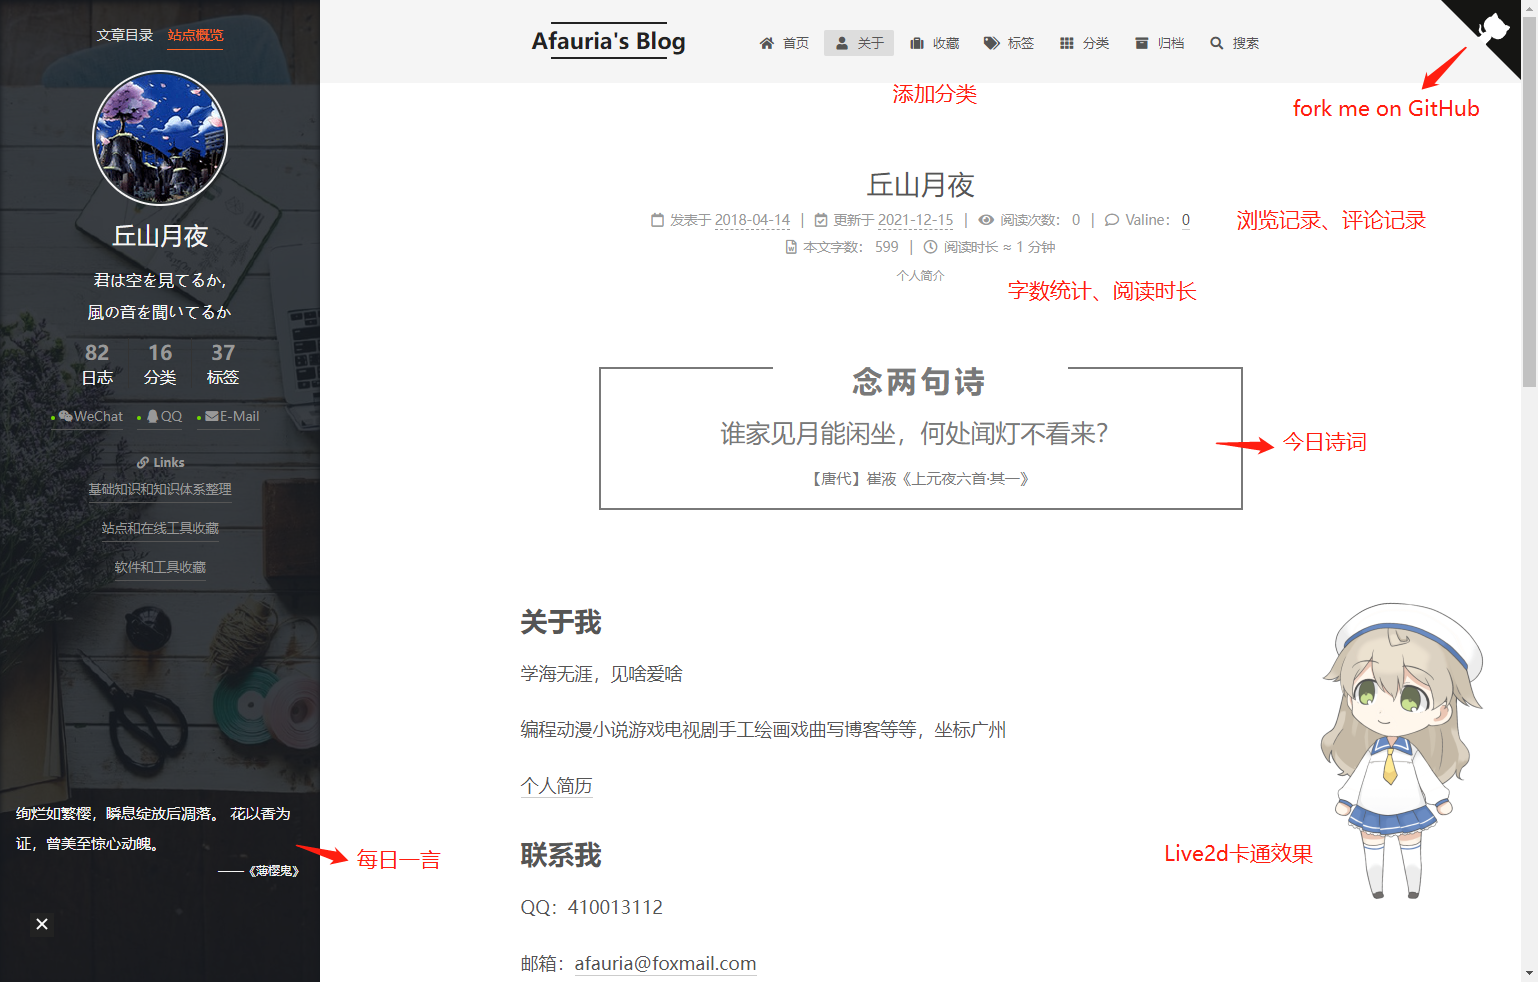 文章目录 站点概览
丘山月夜
君は空を見てるか,
風の音を聞いてるか
82 16 37
日志 分类 标签
WeChat QQ E-Mail
Links
基础知识和知识体系整理
站点和在线工具收藏
软件和工具收藏
绚烂如繁樱，瞬息绽放后凋落。 花以香为
证，曾美至惊心动魄。
——《薄樱鬼》
每日一言
Afauria's Blog
首页 关于 收藏 标签 分类 归档 搜索
添加分类
fork me on GitHub
丘山月夜
发表于 2018-04-14 | 更新于 2021-12-15 | 阅读次数： 0 | Valine： 0
浏览记录、评论记录
本文字数： 599 | 阅读时长 ≈ 1 分钟
个人简介
字数统计、阅读时长
念两句诗
谁家见月能闲坐，何处闻灯不看来？
【唐代】崔液《上元夜六首·其一》
今日诗词
关于我
学海无涯，见啥爱啥
编程动漫小说游戏电视剧手工绘画戏曲写博客等等，坐标广州
个人简历
Live2d卡通效果
联系我
QQ：410013112
邮箱：afauria@foxmail.com